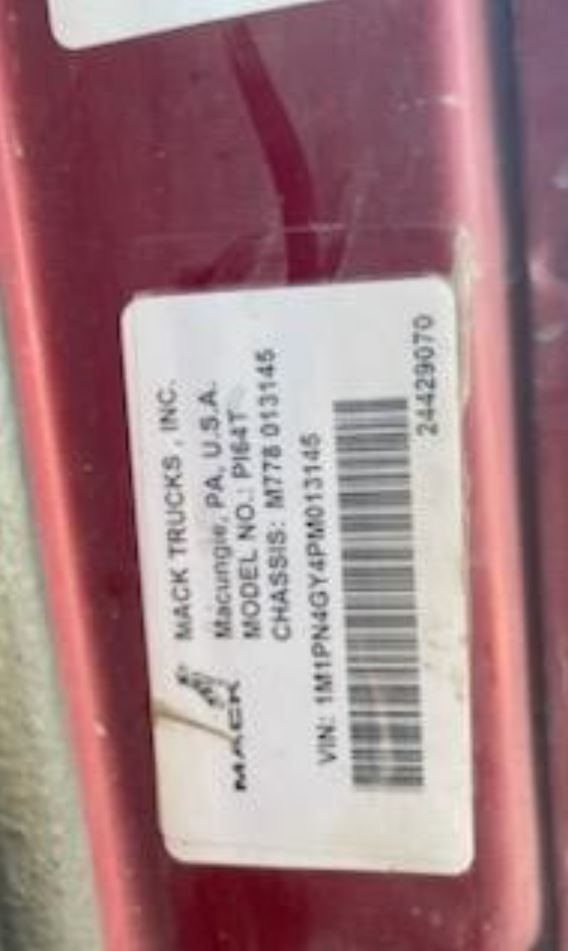 MACK
MACK TRUCKS , INC.
Macungie, PA, U.S.A.
MODEL NO.: PI64T
CHASSIS: M778 013145
VIN: 1M1PN4GY4PM013145
24429070